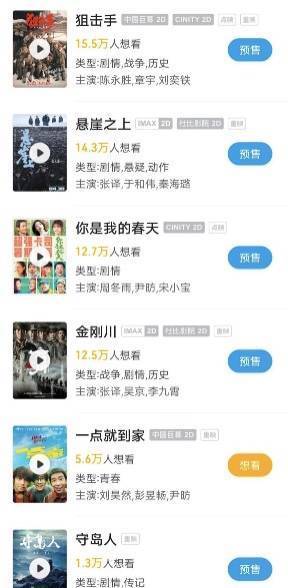 狙击手 中国巨幕 2D CINITY 2D 点映 重映
15.5万人想看
预售
类型:剧情,战争,历史
主演:陈永胜,章宇,刘奕铁
悬崖之上 IMAX 2D 杜比影院 2D 重映
14.3万人想看
预售
类型:剧情,悬疑,动作
主演:张译,于和伟,秦海璐
你是我的春天 CINITY 2D 点映
12.7万人想看
预售
类型:剧情
主演:周冬雨,尹昉,宋小宝
金刚川 IMAX 2D 杜比影院 2D 重映
12.5万人想看
预售
类型:战争,剧情,历史
主演:张译,吴京,李九霄
一点就到家 中国巨幕 2D 重映
5.6万人想看
想看
类型:青春
主演:刘昊然,彭昱畅,尹昉
守岛人
守岛人 重映
1.3万人想看
预售
类型:剧情,传记